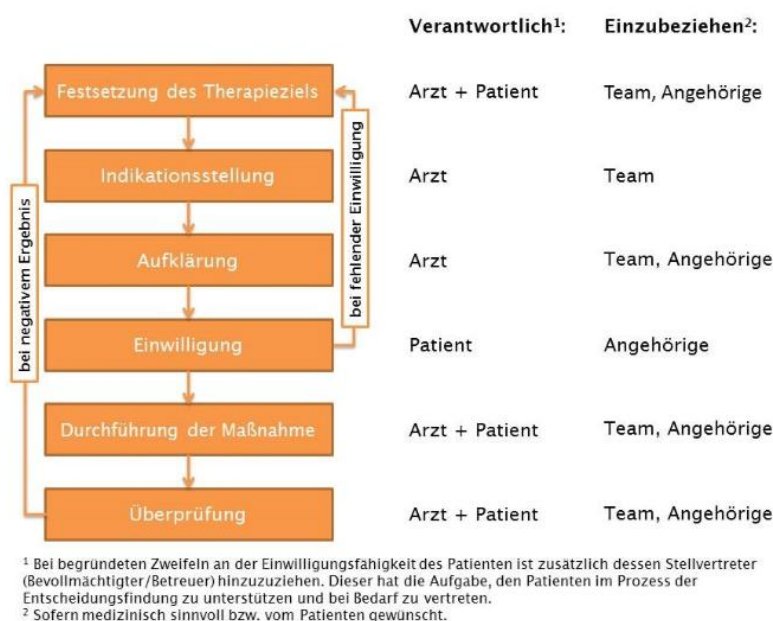 Verantwortlich¹: Einzubeziehen²:
Festsetzung des Therapieziels Arzt + Patient Team, Angehörige
Indikationsstellung Arzt Team
Aufklärung Arzt Team, Angehörige
Einwilligung Patient Angehörige
Durchführung der Maßnahme Arzt + Patient Team, Angehörige
Überprüfung Arzt + Patient Team, Angehörige
bei negativem Ergebnis
bei fehlender Einwilligung
¹ Bei begründeten Zweifeln an der Einwilligungsfähigkeit des Patienten ist zusätzlich dessen Stellvertreter
(Bevollmächtigter/Betreuer) hinzuzuziehen. Dieser hat die Aufgabe, den Patienten im Prozess der
Entscheidungsfindung zu unterstützen und bei Bedarf zu vertreten.
² Sofern medizinisch sinnvoll bzw. vom Patienten gewünscht.